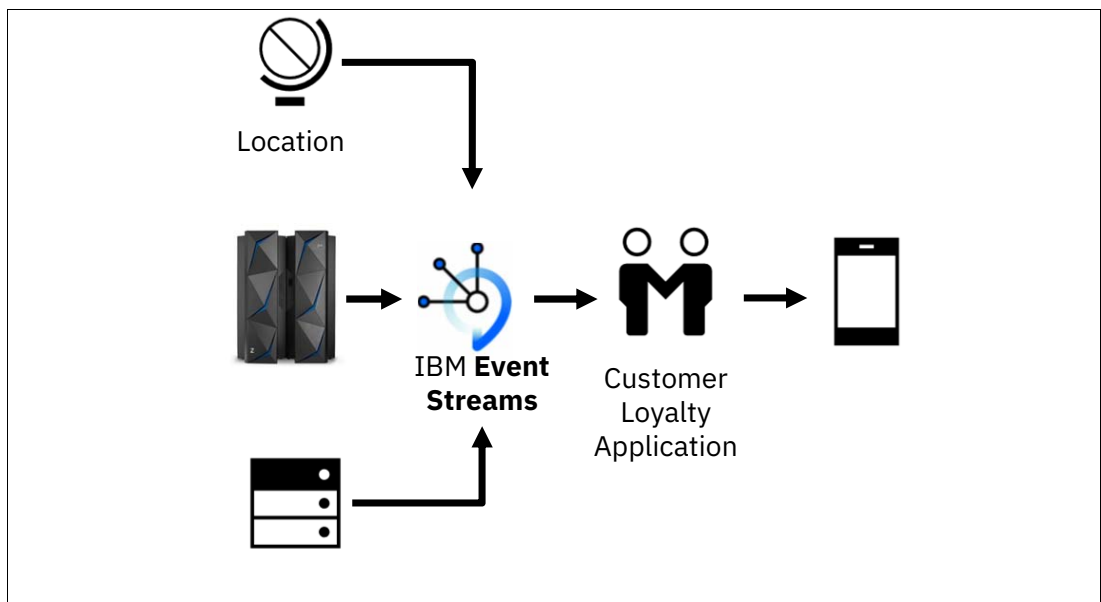 Location
IBM Event
Streams
Customer
Loyalty
Application